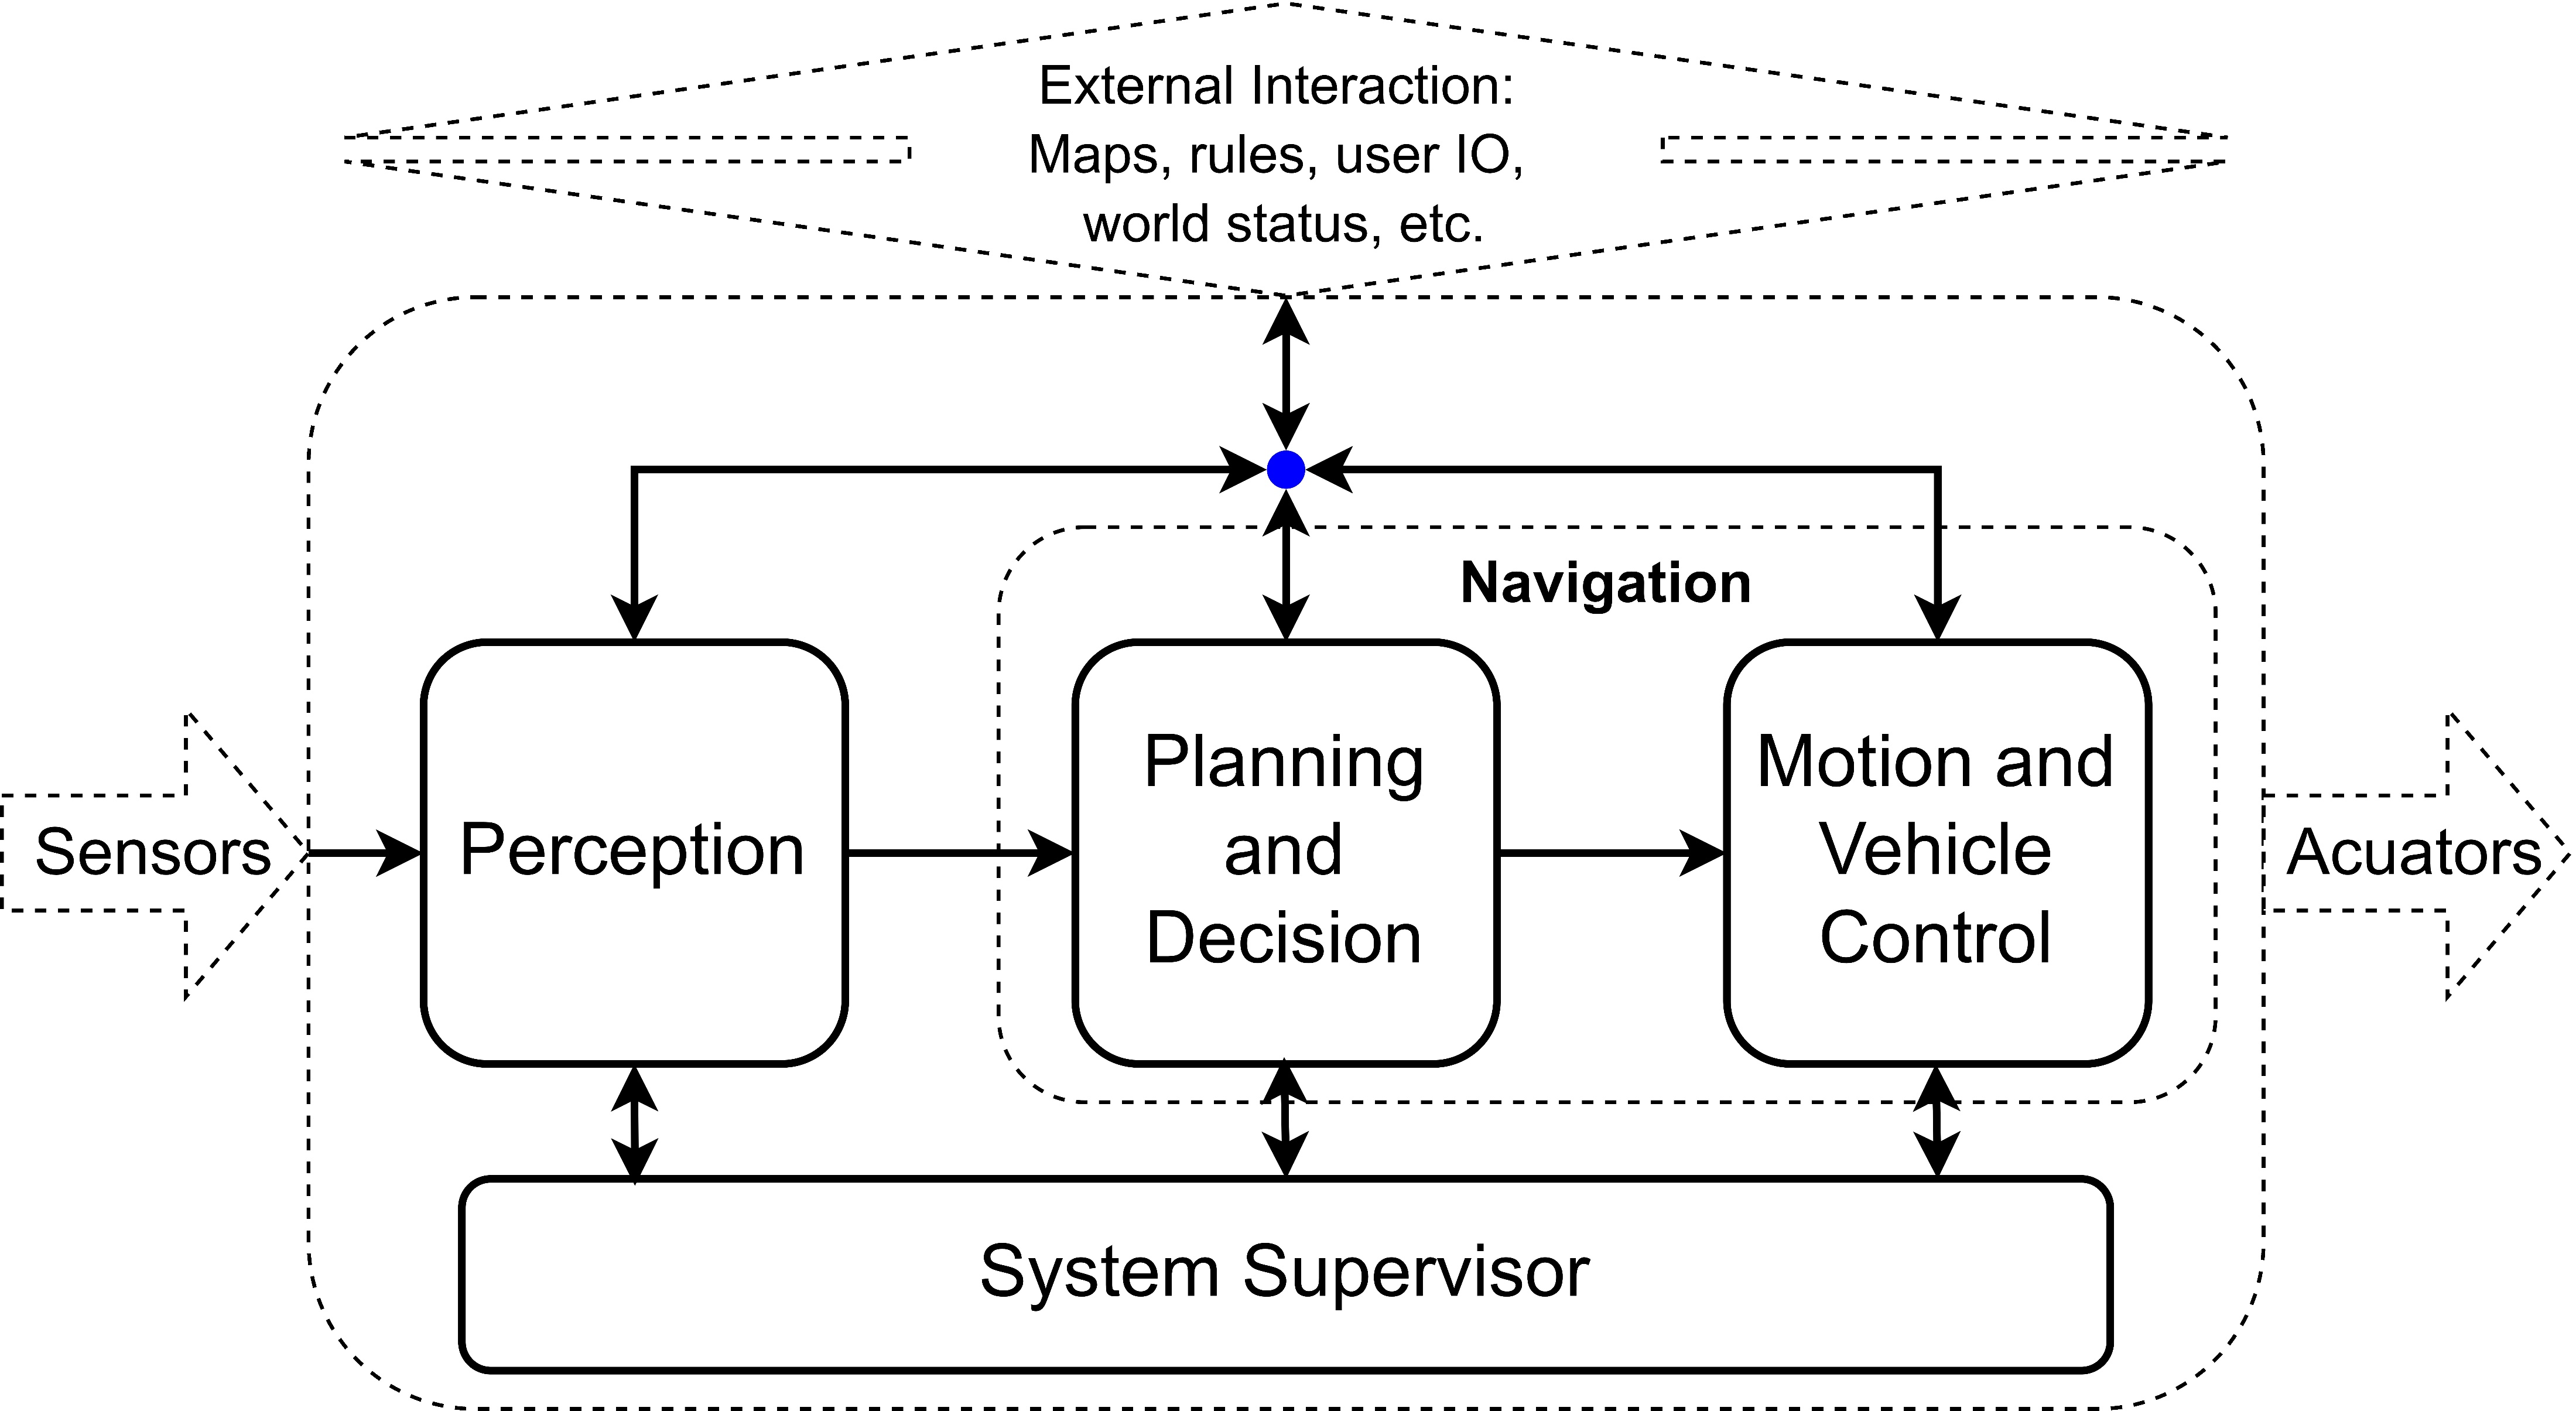 External Interaction:
Maps, rules, user IO,
world status, etc.
Navigation
Sensors
Perception
Planning
and
Decision
Motion and
Vehicle
Control
Acuators
System Supervisor